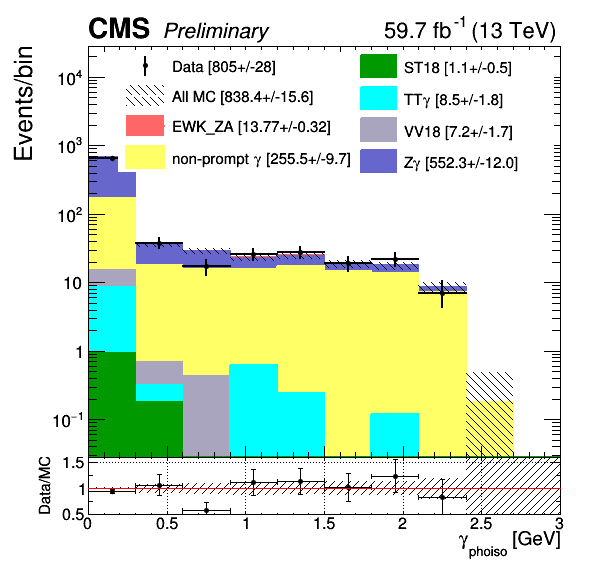 CMS Preliminary 59.7 fb⁻¹ (13 TeV)
Events/bin
Data [805+/-28]
All MC [838.4+/-15.6]
EWK_ZA [13.77+/-0.32]
non-prompt γ [255.5+/-9.7]
ST18 [1.1+/-0.5]
TTγ [8.5+/-1.8]
VV18 [7.2+/-1.7]
Zγ [552.3+/-12.0]
10⁴
10³
10²
10
1
10⁻¹
Data/MC
1.5
1
0.5
0 0.5 1 1.5 2 2.5 3
γphoiso [GeV]